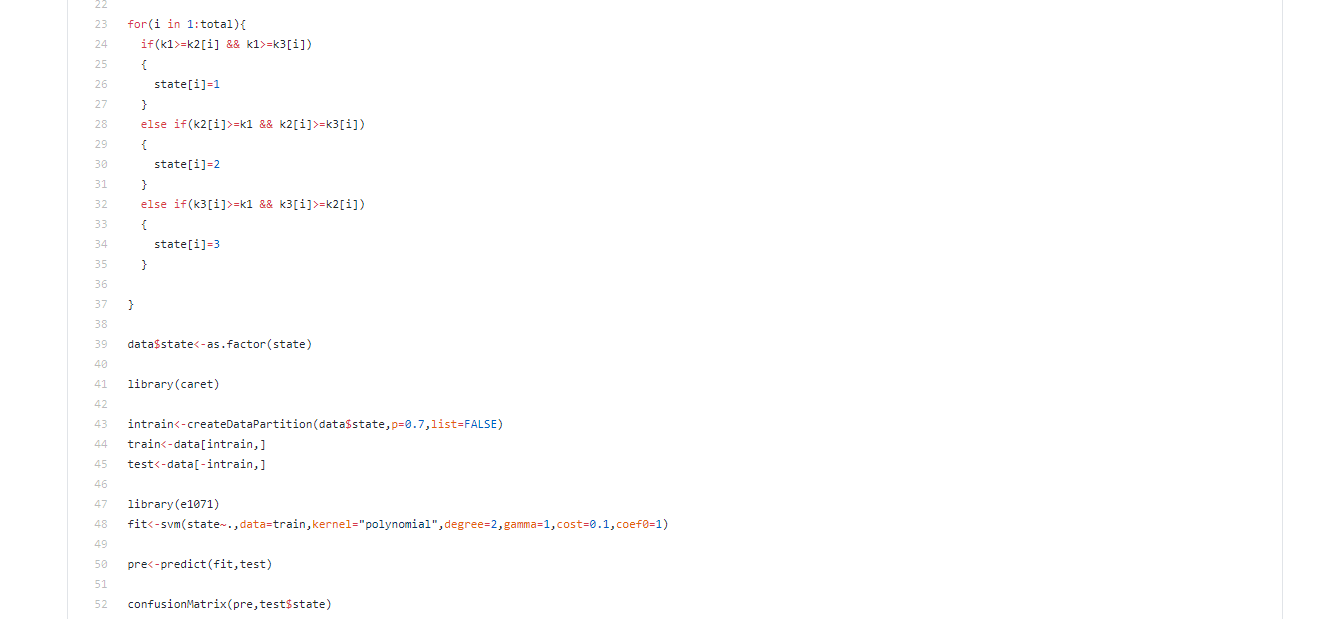 22
23 for(i in 1:total){
24   if(k1>=k2[i] && k1>=k3[i])
25   {
26     state[i]=1
27   }
28   else if(k2[i]>=k1 && k2[i]>=k3[i])
29   {
30     state[i]=2
31   }
32   else if(k3[i]>=k1 && k3[i]>=k2[i])
33   {
34     state[i]=3
35   }
36
37 }
38
39 data$state<-as.factor(state)
40
41 library(caret)
42
43 intrain<-createDataPartition(data$state,p=0.7,list=FALSE)
44 train<-data[intrain,]
45 test<-data[-intrain,]
46
47 library(e1071)
48 fit<-svm(state~.,data=train,kernel="polynomial",degree=2,gamma=1,cost=0.1,coef0=1)
49
50 pre<-predict(fit,test)
51
52 confusionMatrix(pre,test$state)